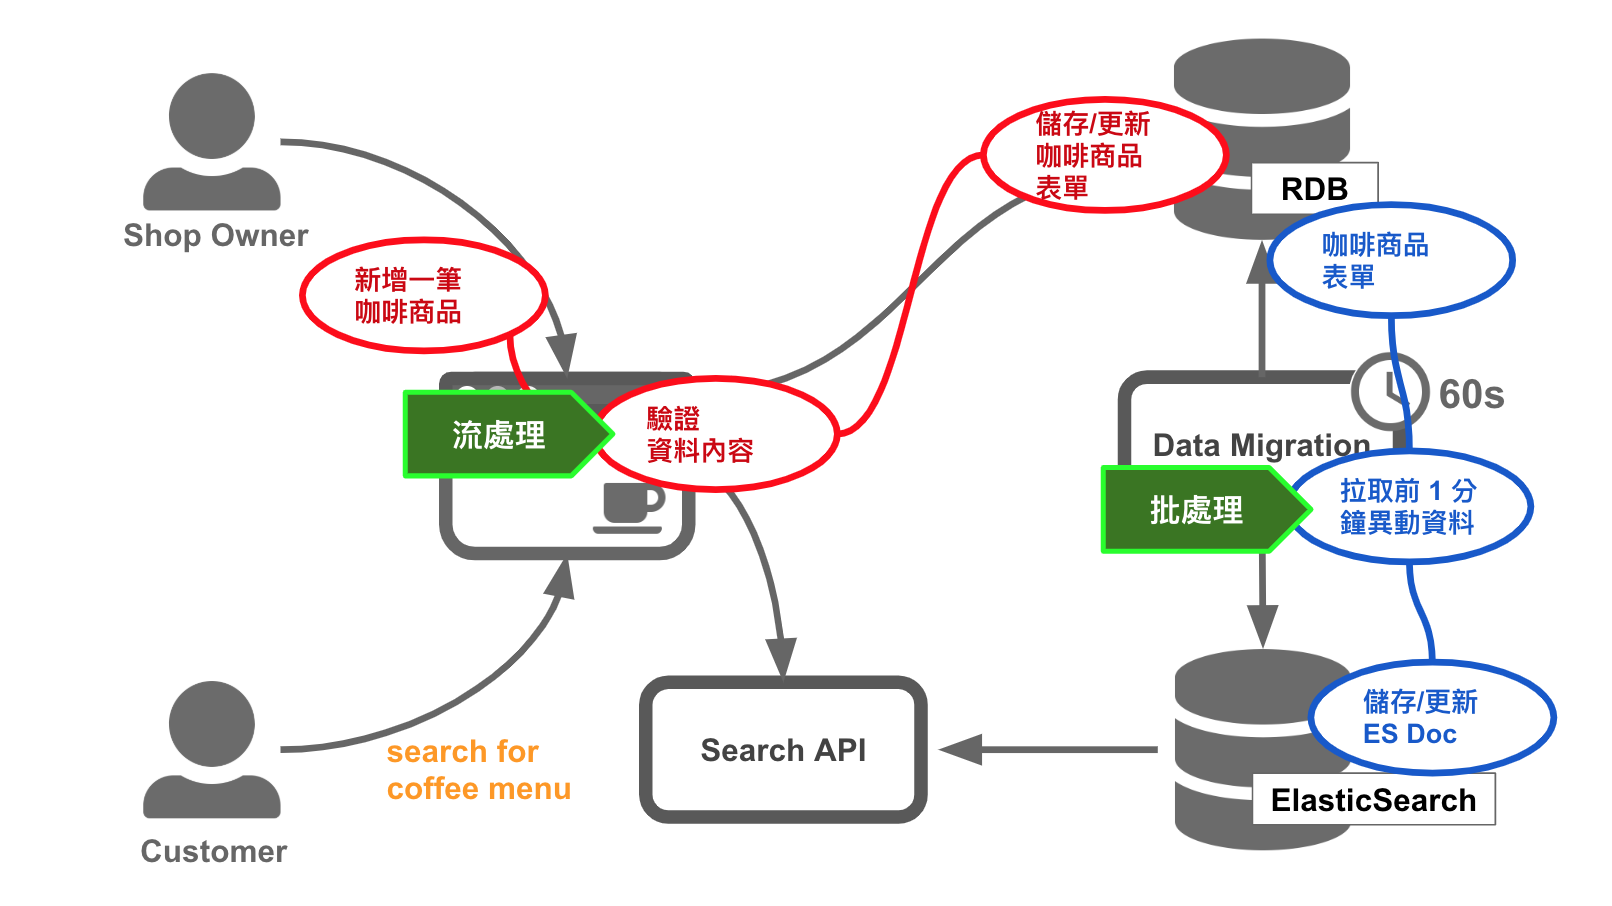 Shop Owner
新增一筆
咖啡商品
流處理
驗證
資料內容
儲存/更新
咖啡商品
表單
RDB
咖啡商品
表單
60s
Data Migration
批處理
拉取前 1 分
鐘異動資料
儲存/更新
ES Doc
ElasticSearch
Search API
search for
coffee menu
Customer